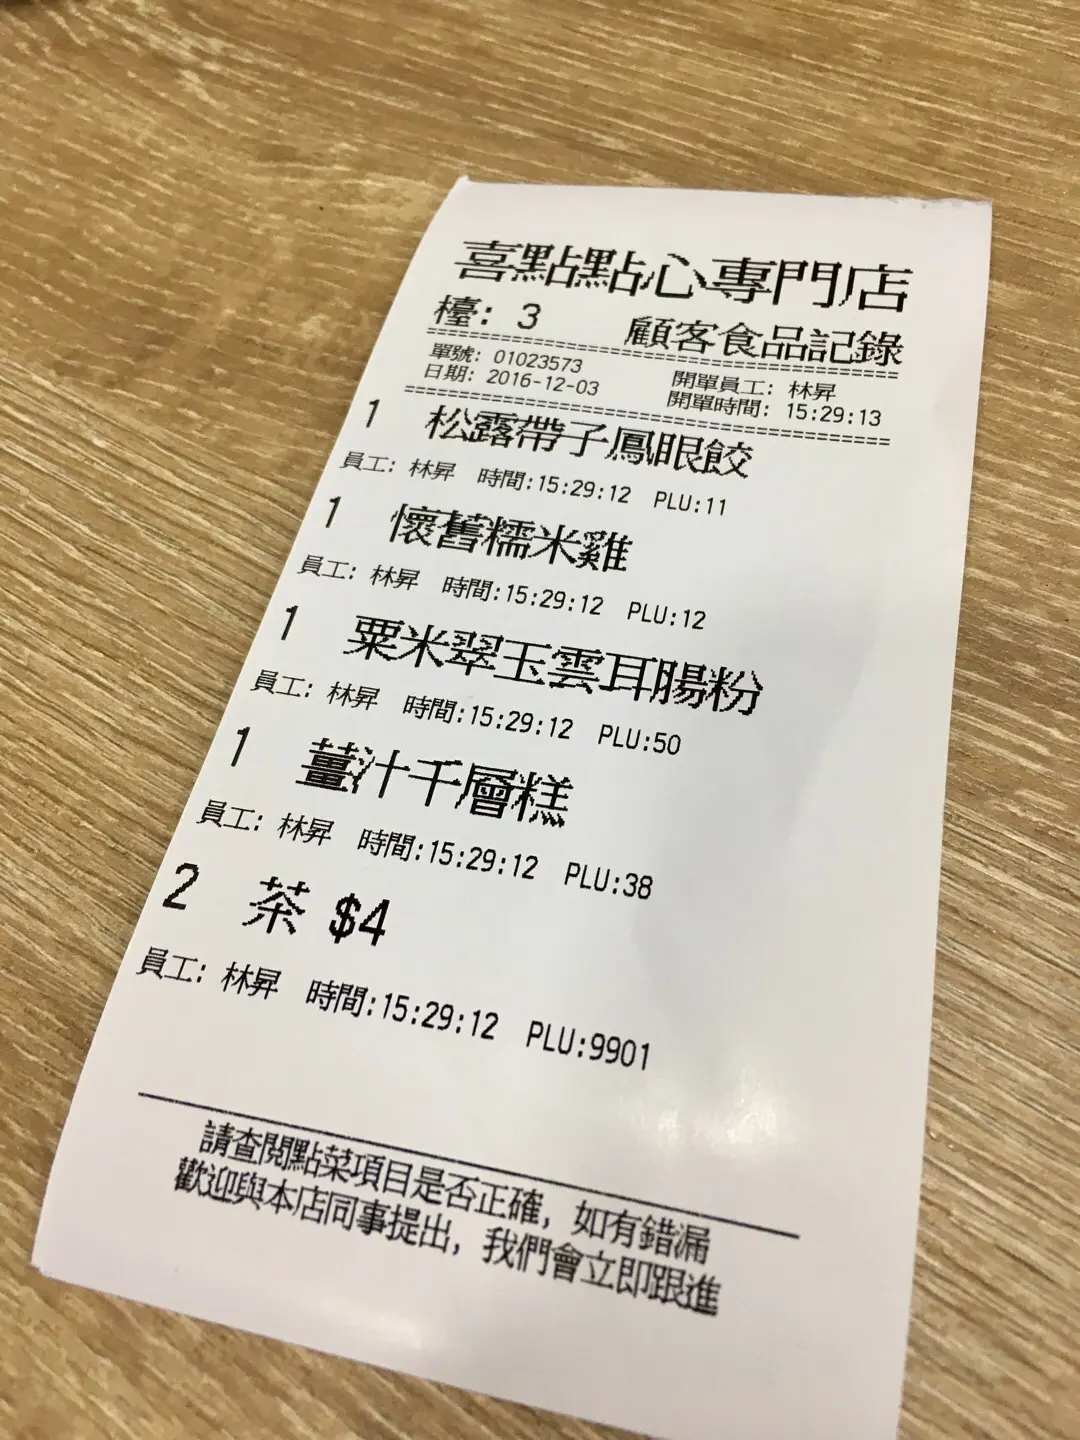 喜點點心專門店
檯: 3 顧客食品記錄
單號: 01023573 開單員工: 林昇
日期: 2016-12-03 開單時間: 15:29:13
1 松露帶子鳳眼餃
員工: 林昇 時間:15:29:12 PLU:11
1 懷舊糯米雞
員工: 林昇 時間:15:29:12 PLU:12
1 粟米翠玉雲耳腸粉
員工: 林昇 時間:15:29:12 PLU:50
1 薑汁千層糕
員工: 林昇 時間:15:29:12 PLU:38
2 茶 $4
員工: 林昇 時間:15:29:12 PLU:9901
請查閱點菜項目是否正確, 如有錯漏
歡迎與本店同事提出, 我們會立即跟進